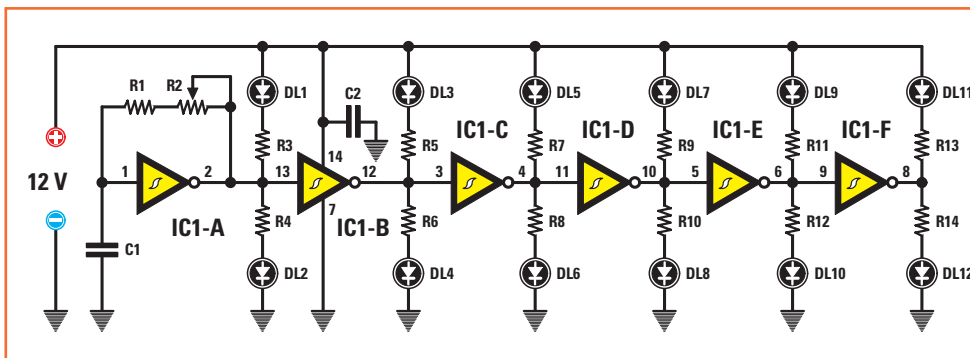 R1 R2 DL1 C2 DL3 DL5 DL7 DL9 DL11
IC1-C IC1-D IC1-E IC1-F
R3 R5 R7 R9 R11 R13
14
12 V 1 2 13 12 3 4 11 10 5 6 9 8
7
IC1-A IC1-B
R4 R6 R8 R10 R12 R14
C1
DL2 DL4 DL6 DL8 DL10 DL12